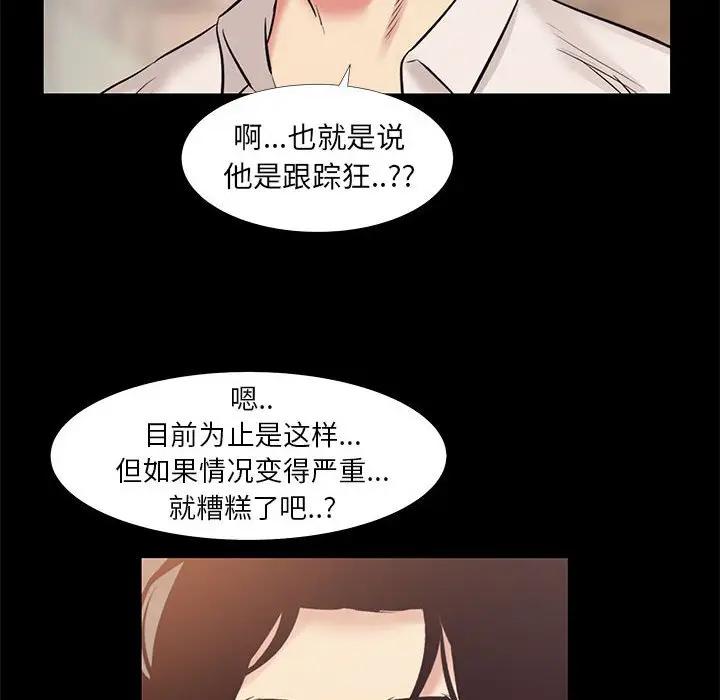 啊...也就是说
他是跟踪狂..??
嗯..
目前为止是这样...
但如果情况变得严重...
就糟糕了吧..?